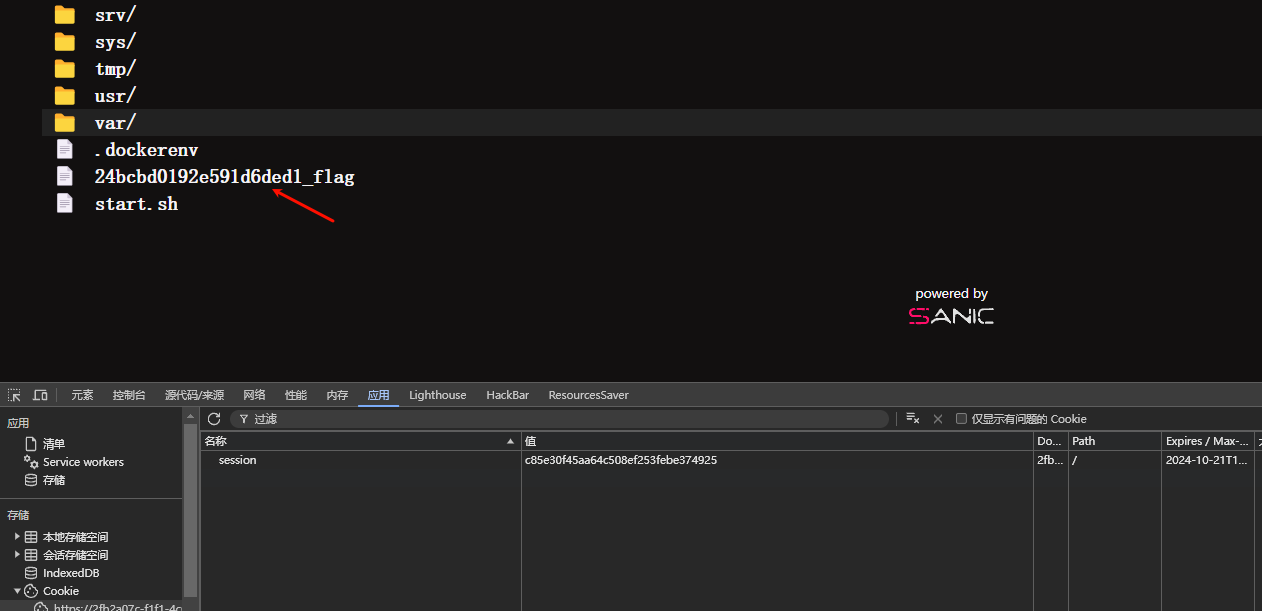 srv/
sys/
tmp/
usr/
var/
.dockerenv
24bcbd0192e591d6ded1_flag
start.sh
powered by
SANIC
元素 控制台 源代码/来源 网络 性能 内存 应用 Lighthouse HackBar ResourcesSaver
应用
过滤
仅显示有问题的 Cookie
清单
Service workers
存储
名称 值 Do... Path Expires / Max-...
session c85e30f45aa64c508ef253febe374925 2fb... / 2024-10-21T1...
存储
本地存储空间
会话存储空间
IndexedDB
Cookie
https://2fb2a07c-f1f1-4c